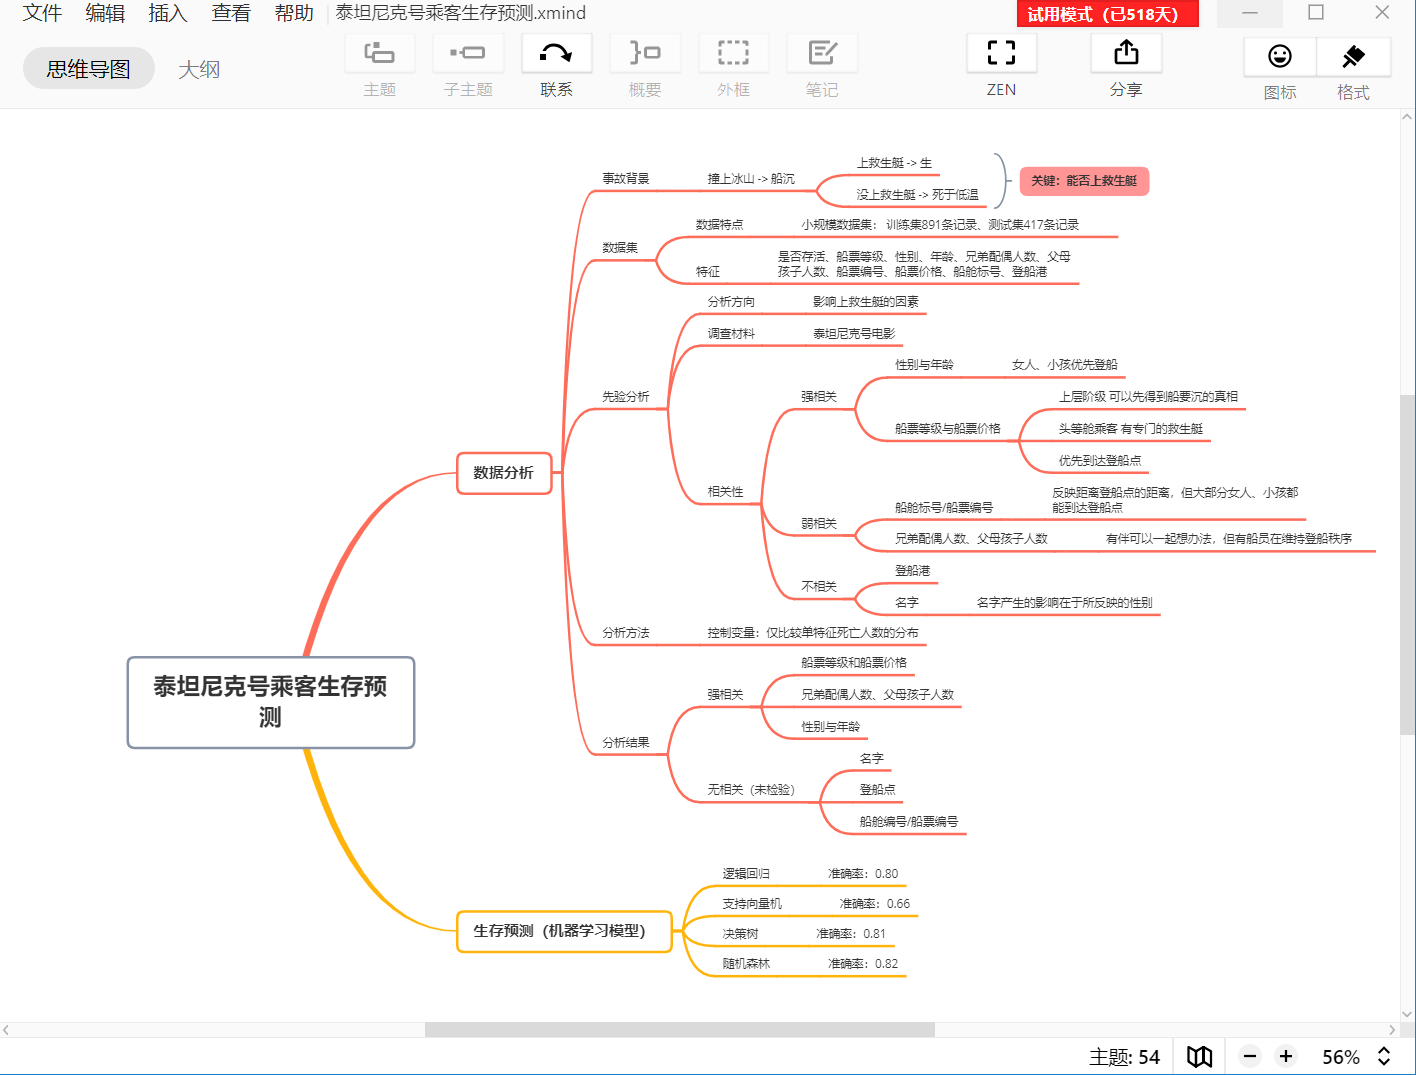 文件 编辑 插入 查看 帮助 泰坦尼克号乘客生存预测.xmind 试用模式（已518天）
思维导图 大纲
主题 子主题 联系 概要 外框 笔记 ZEN 分享 图标 格式
上救生艇 -> 生
事故背景 撞上冰山 -> 船沉 关键：能否上救生艇
没上救生艇 -> 死于低温
数据特点 小规模数据集： 训练集891条记录、测试集417条记录
数据集
是否存活、船票等级、性别、年龄、兄弟配偶人数、父母
特征 孩子人数、船票编号、船票价格、船舱标号、登船港
分析方向 影响上救生艇的因素
调查材料 泰坦尼克号电影
性别与年龄 女人、小孩优先登船
先验分析 强相关 上层阶级 可以先得到船要沉的真相
船票等级与船票价格 头等舱乘客 有专门的救生艇
优先到达登船点
数据分析
相关性 反映距离登船点的距离，但大部分女人、小孩都
船舱标号/船票编号 能到达登船点
弱相关
兄弟配偶人数、父母孩子人数 有伴可以一起想办法，但有船员在维持登船秩序
登船港
不相关
名字 名字产生的影响在于所反映的性别
分析方法 控制变量：仅比较单特征死亡人数的分布
船票等级和船票价格
强相关 兄弟配偶人数、父母孩子人数
性别与年龄
分析结果
名字
无相关（未检验） 登船点
船舱编号/船票编号
泰坦尼克号乘客生存预
测
逻辑回归 准确率：0.80
支持向量机 准确率：0.66
生存预测（机器学习模型）
决策树 准确率：0.81
随机森林 准确率：0.82
主题: 54 56%